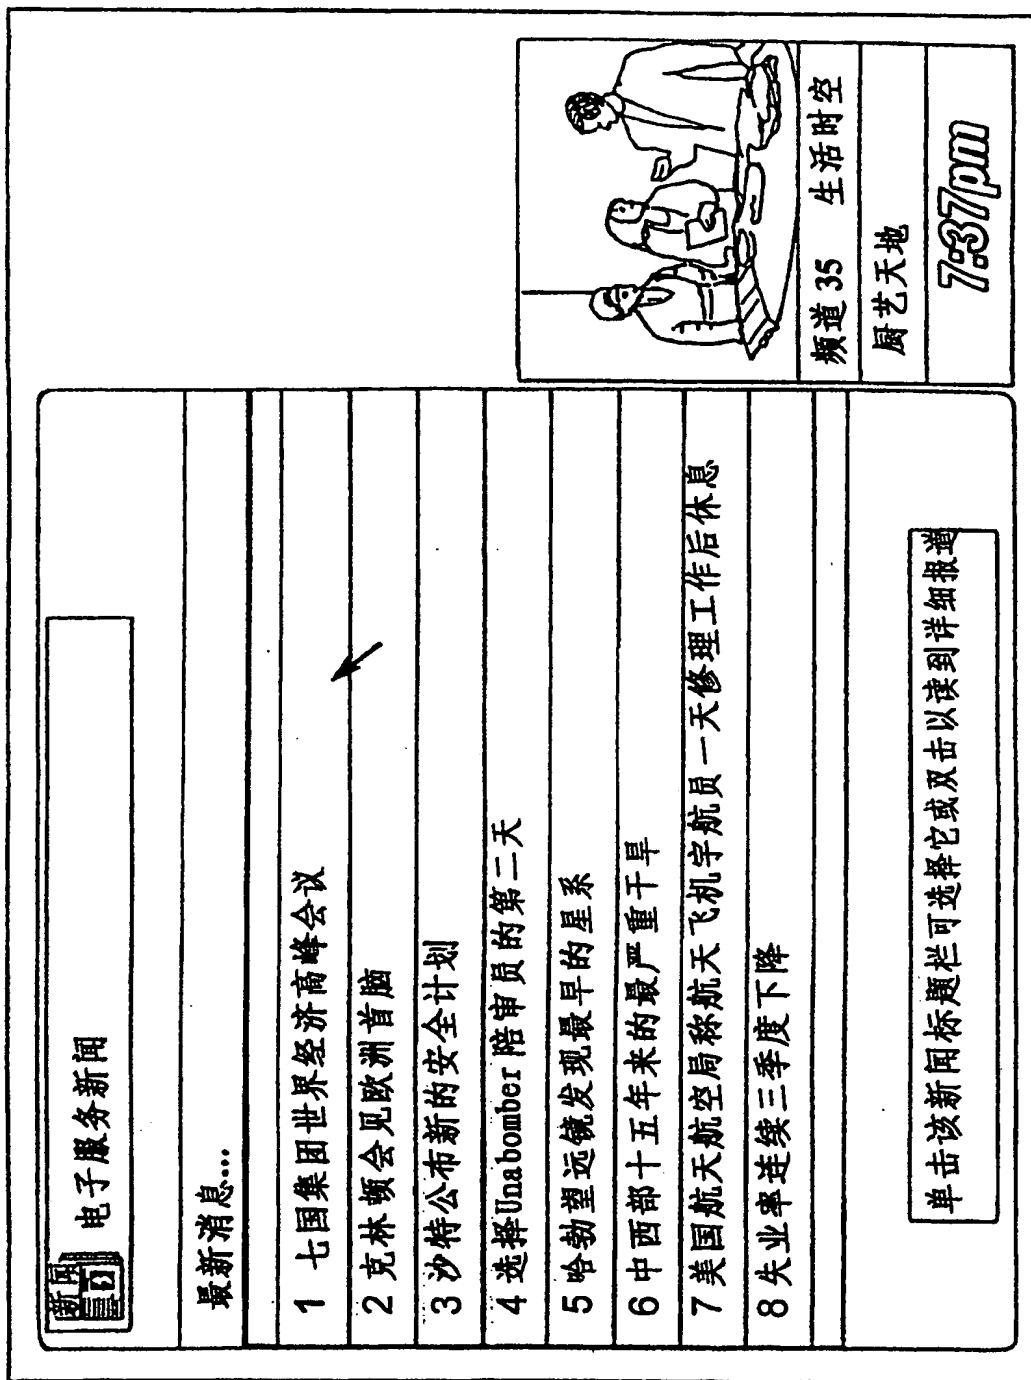 新闻
电子服务新闻
最新消息...
1 七国集团世界经济高峰会议
2 克林顿会见欧洲首脑
3 沙特公布新的安全计划
4 选择Unabomber陪审员的第二天
5 哈勃望远镜发现最早的星系
6 中西部十五年来的最严重干旱
7 美国航天航空局称航天飞机宇航员一天修理工作后休息
8 失业率连续三季度下降
单击该新闻标题栏可选择它或双击以读到详细报道
频道 35 生活时空
厨艺天地
7:37pm